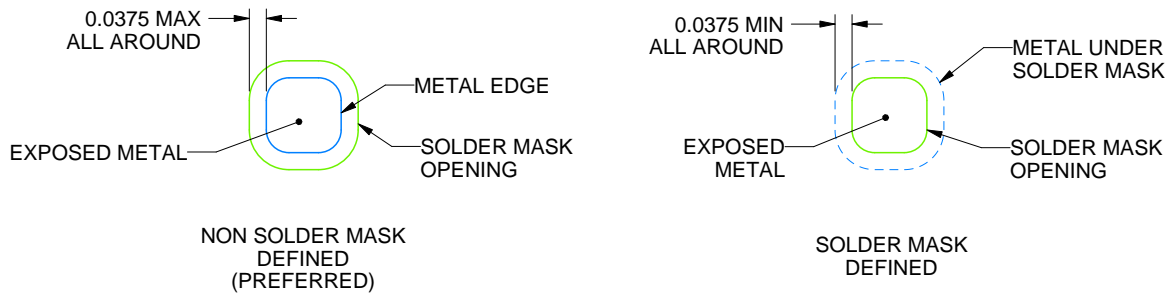 0.0375 MAX
ALL AROUND
METAL EDGE
EXPOSED METAL
SOLDER MASK
OPENING
NON SOLDER MASK
DEFINED
(PREFERRED)
0.0375 MIN
ALL AROUND
METAL UNDER
SOLDER MASK
EXPOSED
METAL
SOLDER MASK
OPENING
SOLDER MASK
DEFINED